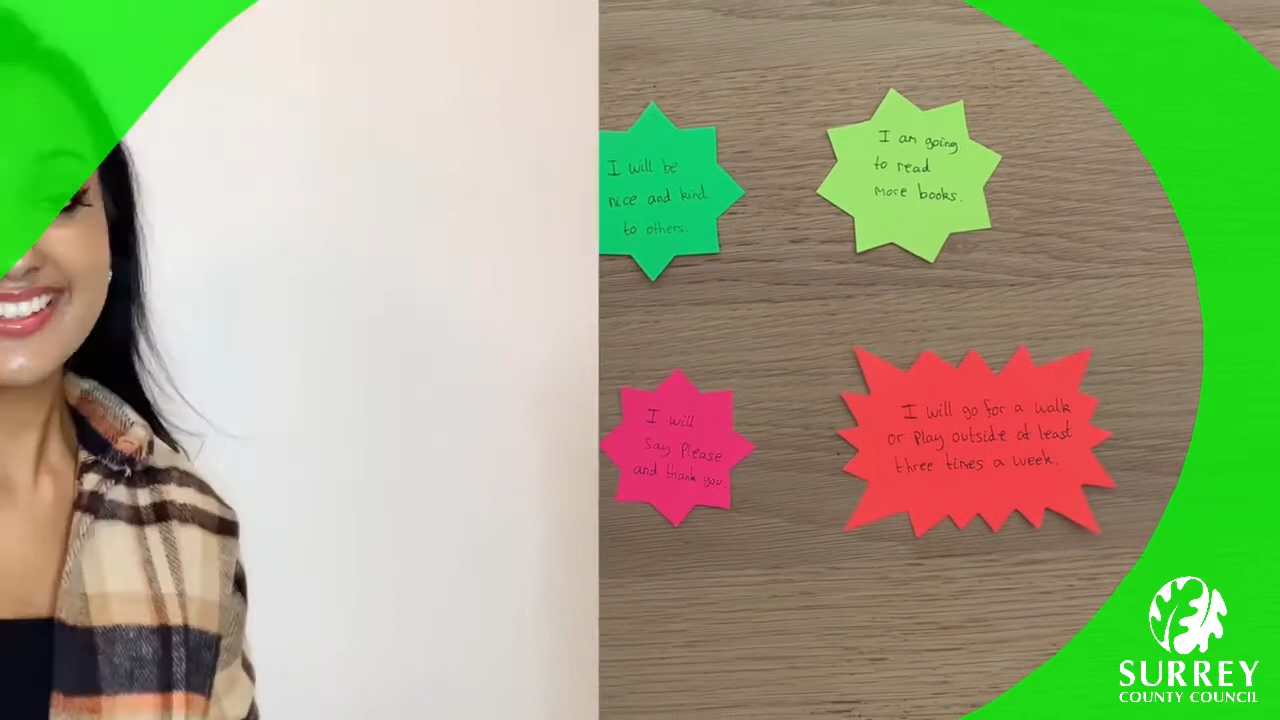 I will be
nice and kind
to others.
I am going
to read
more books.
I will
say please
and thank you.
I will go for a walk
or play outside at least
three times a week.
SURREY
COUNTY COUNCIL